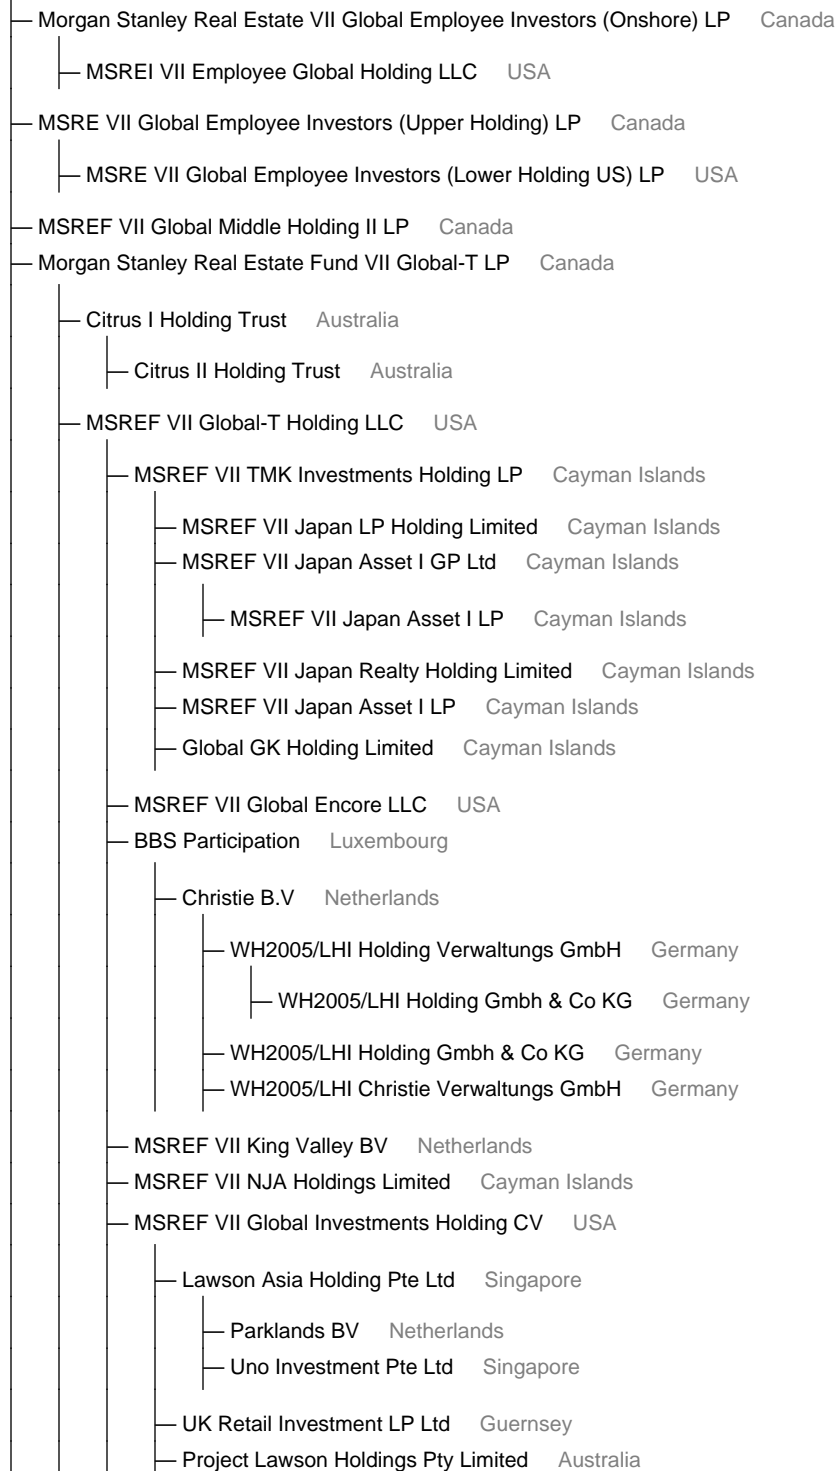 Morgan Stanley Real Estate VII Global Employee Investors (Onshore) LP Canada
MSREI VII Employee Global Holding LLC USA
MSRE VII Global Employee Investors (Upper Holding) LP Canada
MSRE VII Global Employee Investors (Lower Holding US) LP USA
MSREF VII Global Middle Holding II LP Canada
Morgan Stanley Real Estate Fund VII Global-T LP Canada
Citrus I Holding Trust Australia
Citrus II Holding Trust Australia
MSREF VII Global-T Holding LLC USA
MSREF VII TMK Investments Holding LP Cayman Islands
MSREF VII Japan LP Holding Limited Cayman Islands
MSREF VII Japan Asset I GP Ltd Cayman Islands
MSREF VII Japan Asset I LP Cayman Islands
MSREF VII Japan Realty Holding Limited Cayman Islands
MSREF VII Japan Asset I LP Cayman Islands
Global GK Holding Limited Cayman Islands
MSREF VII Global Encore LLC USA
BBS Participation Luxembourg
Christie B.V Netherlands
WH2005/LHI Holding Verwaltungs GmbH Germany
WH2005/LHI Holding Gmbh & Co KG Germany
WH2005/LHI Holding Gmbh & Co KG Germany
WH2005/LHI Christie Verwaltungs GmbH Germany
MSREF VII King Valley BV Netherlands
MSREF VII NJA Holdings Limited Cayman Islands
MSREF VII Global Investments Holding CV USA
Lawson Asia Holding Pte Ltd Singapore
Parklands BV Netherlands
Uno Investment Pte Ltd Singapore
UK Retail Investment LP Ltd Guernsey
Project Lawson Holdings Pty Limited Australia